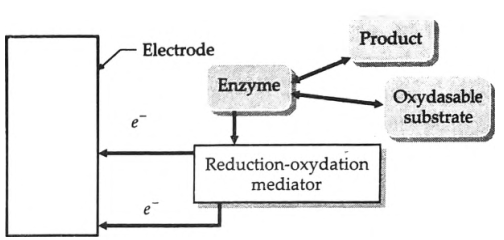 Product
Electrode
Enzyme
Oxydasable
substrate
e⁻
Reduction-oxydation
mediator
e⁻